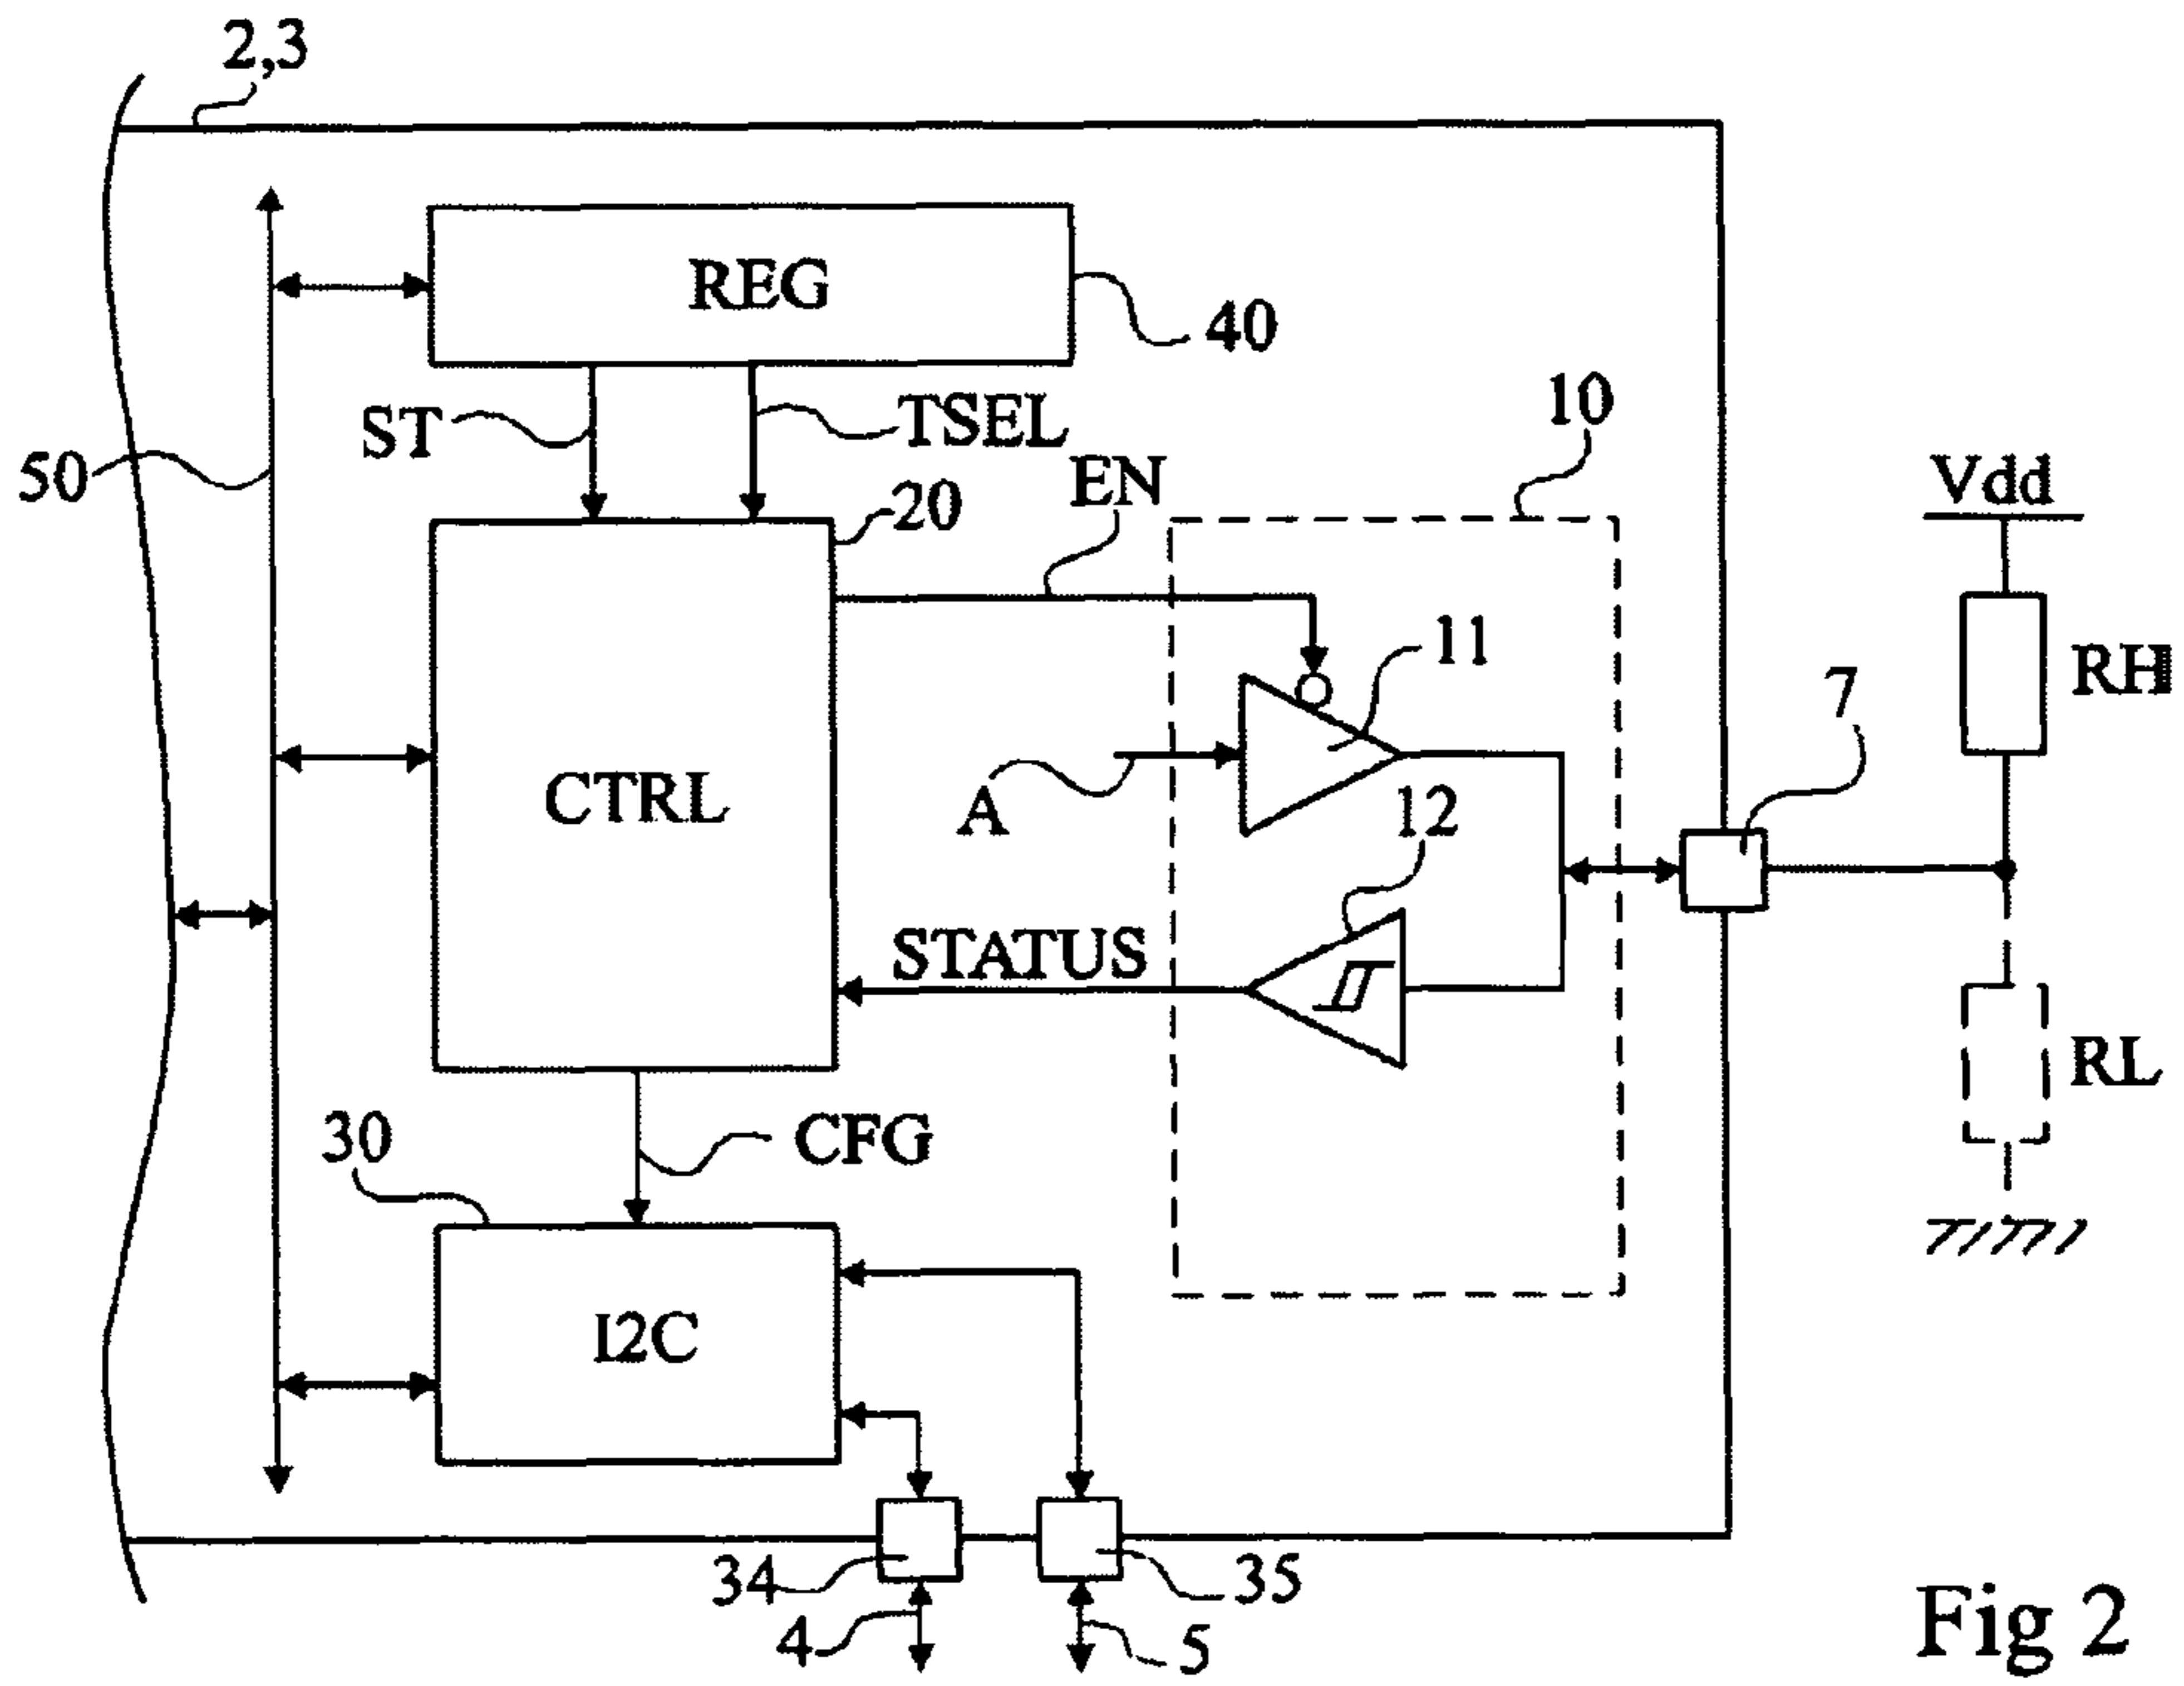 2,3
REG
40
ST
TSEL
10
50
EN
Vdd
20
11
RH
7
CTRL
A
12
STATUS
RL
30
CFG
I2C
34
35
4
5
Fig 2